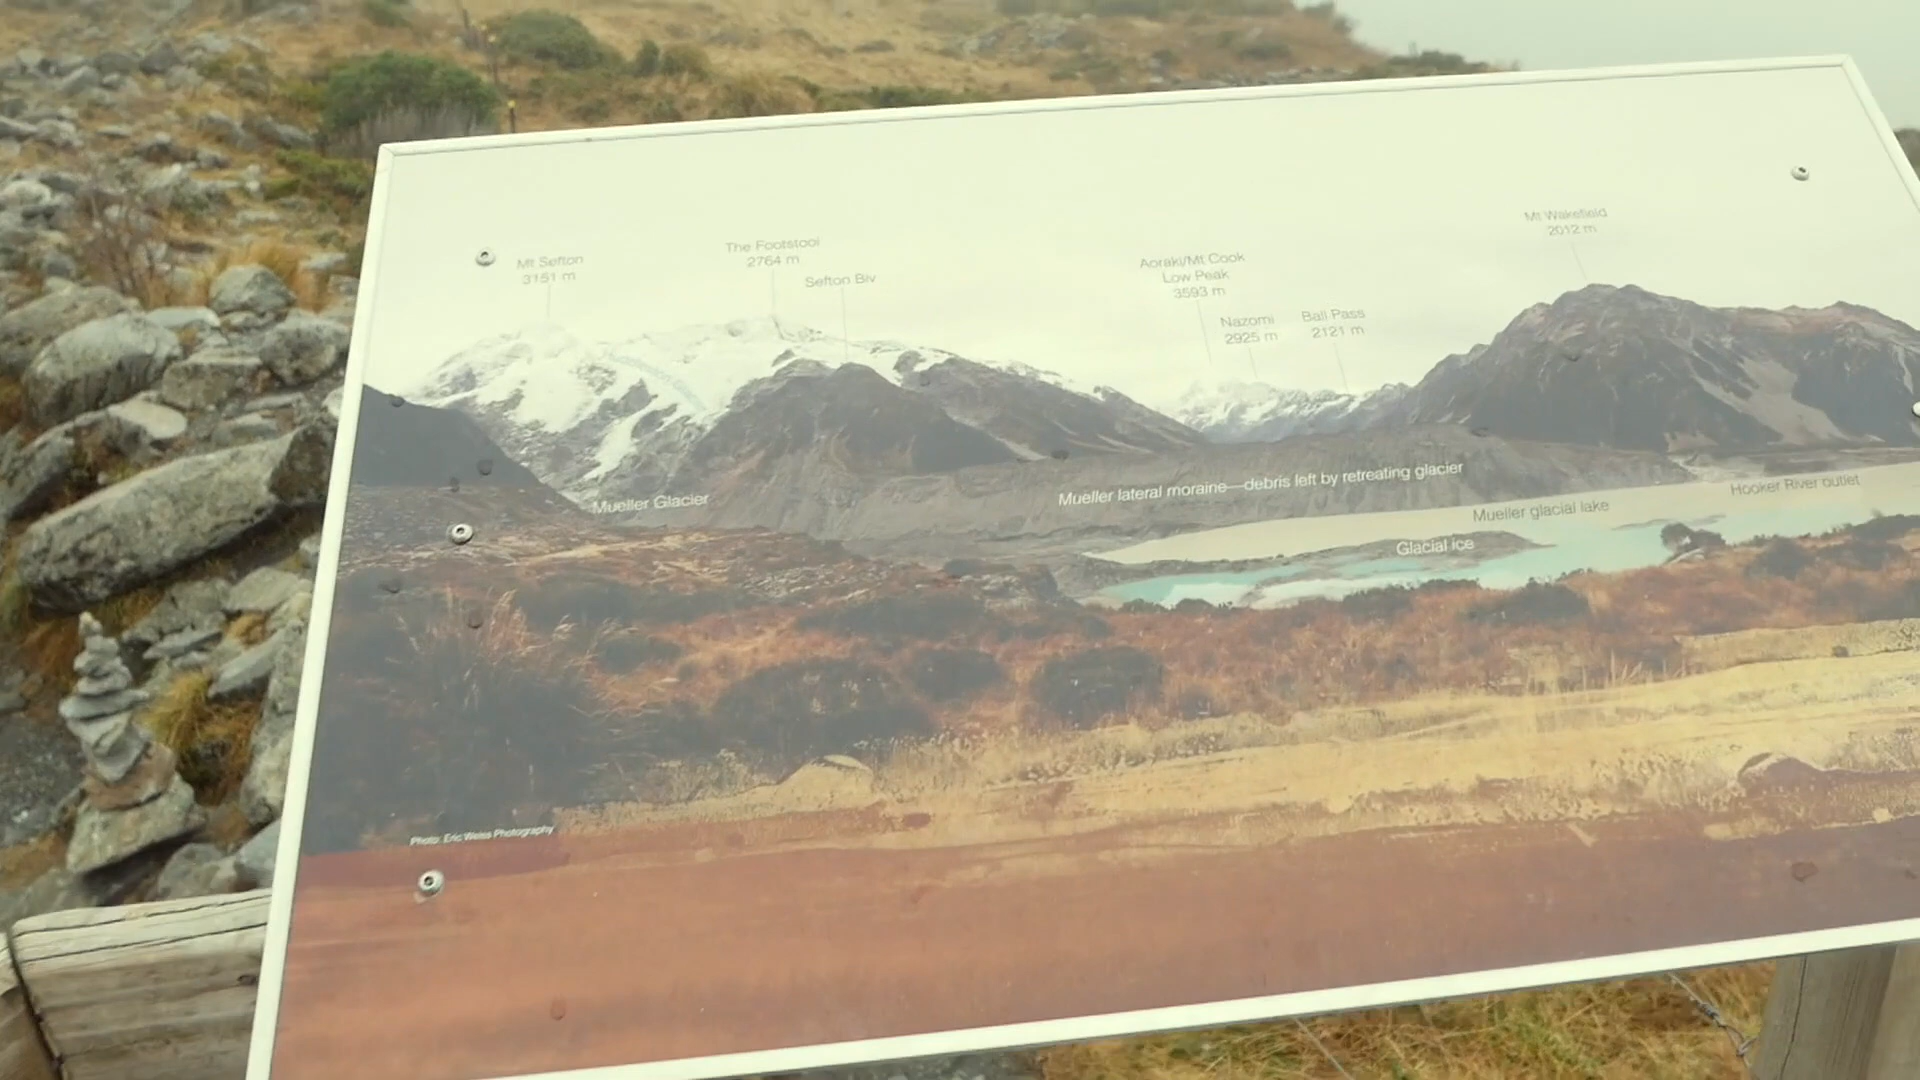 Mt Sefton
3151 m
The Footstool
2764 m
Sefton Biv
Aoraki/Mt Cook
Low Peak
3593 m
Nazomi
2925 m
Ball Pass
2121 m
Mt Wakefield
2012 m
Mueller Glacier
Mueller lateral moraine—debris left by retreating glacier
Hooker River outlet
Mueller glacial lake
Glacial ice
Photo: Eric Weiss Photography